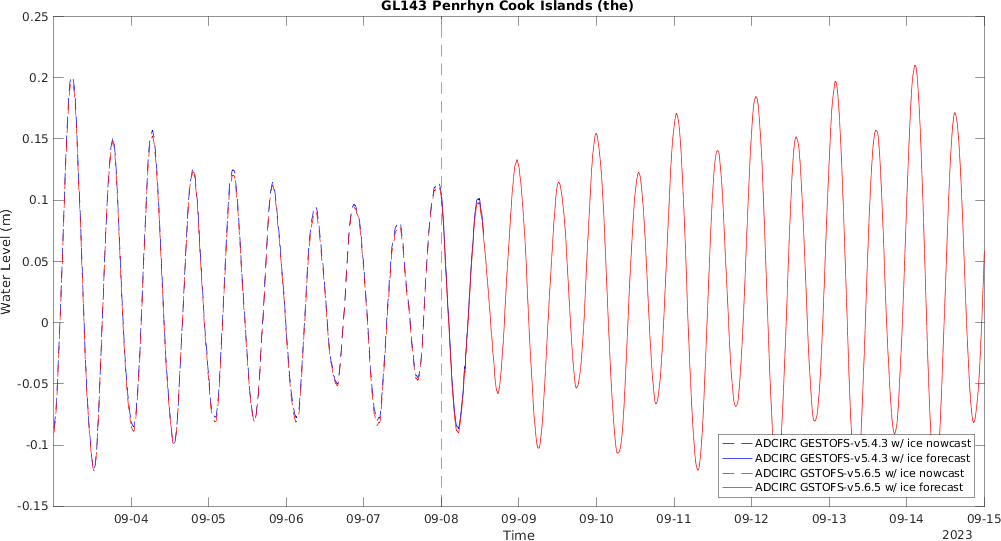 GL143 Penrhyn Cook Islands (the)
0.25
0.2
0.15
0.1
0.05
0
-0.05
-0.1
-0.15
Water Level (m)
ADCIRC GESTOFS-v5.4.3 w/ ice nowcast
ADCIRC GESTOFS-v5.4.3 w/ ice forecast
ADCIRC GSTOFS-v5.6.5 w/ ice nowcast
ADCIRC GSTOFS-v5.6.5 w/ ice forecast
09-04 09-05 09-06 09-07 09-08 09-09 09-10 09-11 09-12 09-13 09-14 09-15
Time
2023